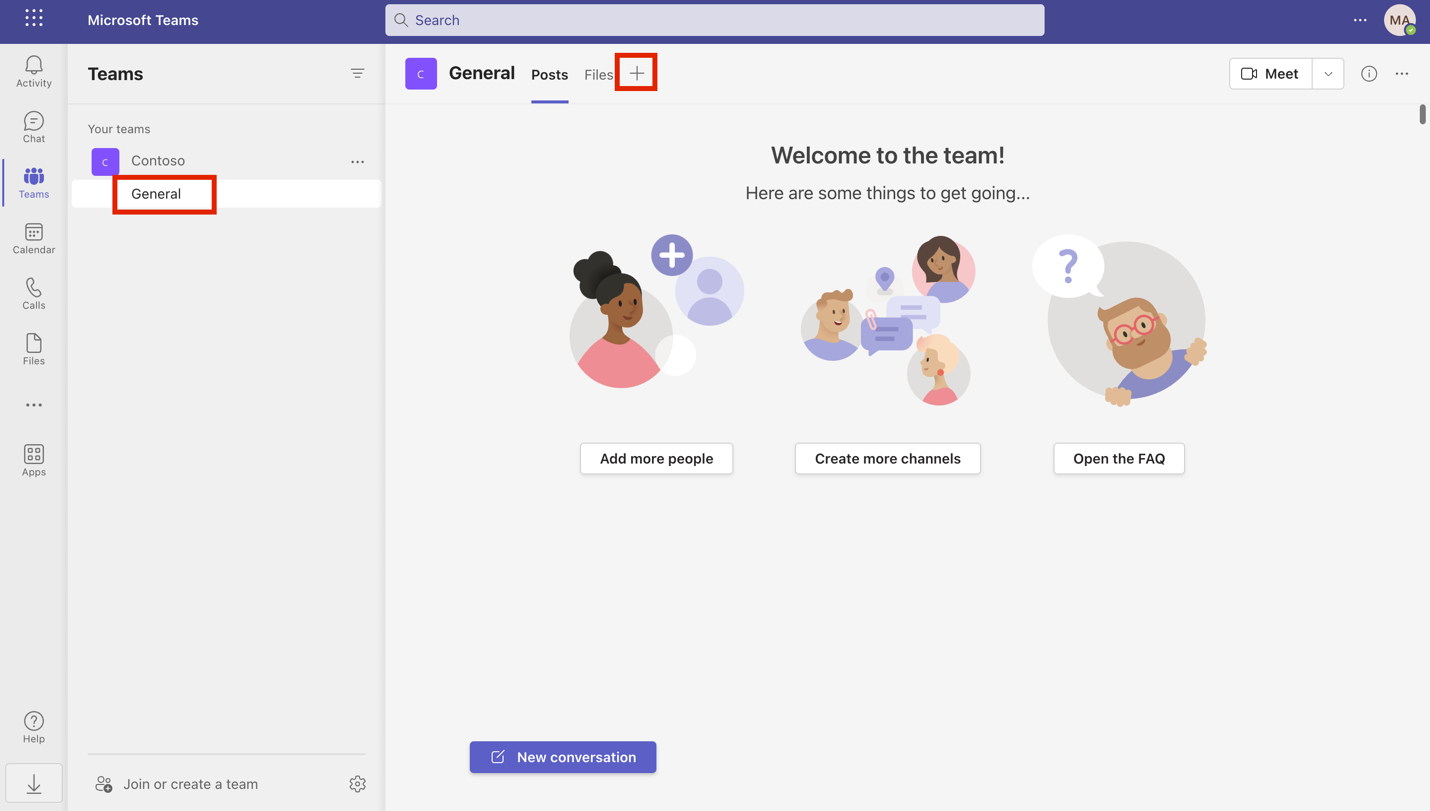 Microsoft Teams
Search
MA
Activity
Chat
Teams
Calendar
Calls
Files
Apps
Help
Teams
Your teams
C
Contoso
General
Join or create a team
C
General
Posts
Files
Meet
Welcome to the team!
Here are some things to get going...
?
Add more people
Create more channels
Open the FAQ
New conversation